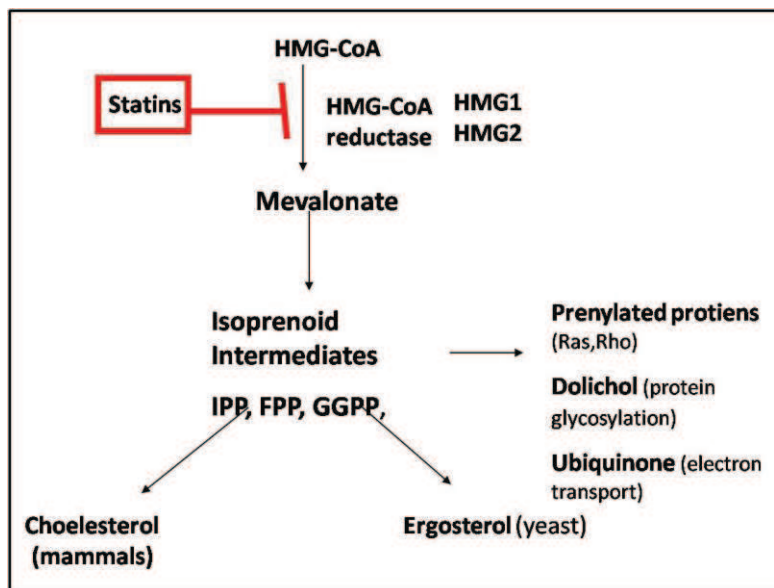 HMG-CoA
Statins
HMG-CoA
reductase
HMG1
HMG2
Mevalonate
Isoprenoid
Intermediates
IPP, FPP, GGPP,
Prenylated protiens
(Ras,Rho)
Dolichol (protein
glycosylation)
Ubiquinone (electron
transport)
Choelesterol
(mammals)
Ergosterol (yeast)